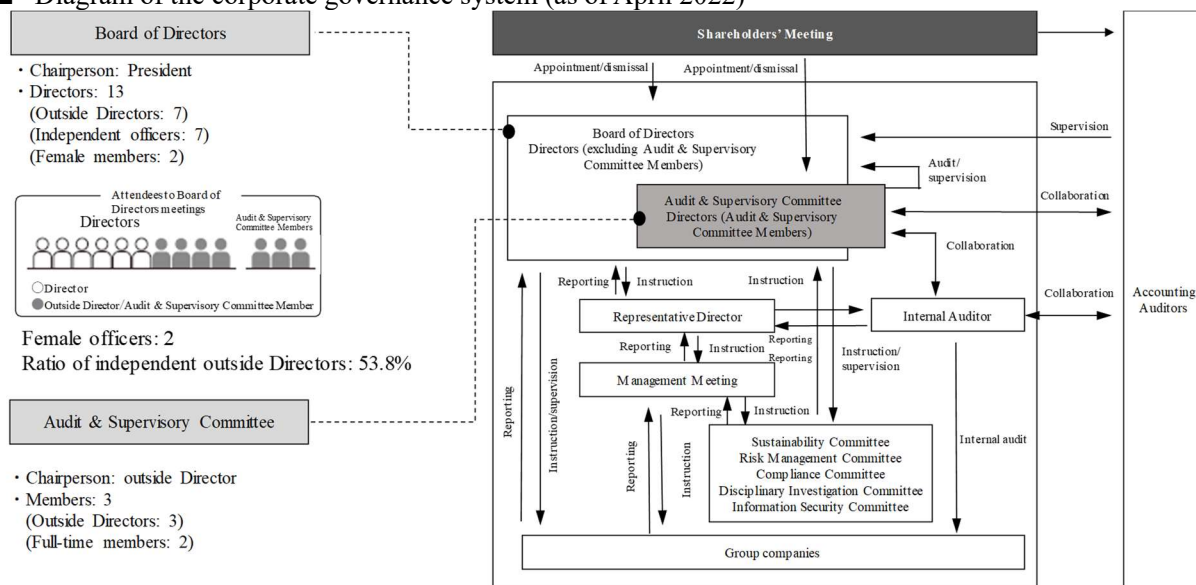 Diagram of the corporate governance system (as of April 2022)
Board of Directors
・Chairperson: President
・Directors: 13
(Outside Directors: 7)
(Independent officers: 7)
(Female members: 2)
Attendees to Board of
Directors meetings
Directors
Audit & Supervisory
Committee Members
Director
Outside Director/Audit & Supervisory Committee Member
Female officers: 2
Ratio of independent outside Directors: 53.8%
Audit & Supervisory Committee
・Chairperson: outside Director
・Members: 3
(Outside Directors: 3)
(Full-time members: 2)
Shareholders' Meeting
Appointment/dismissal
Appointment/dismissal
Board of Directors
Directors (excluding Audit & Supervisory
Committee Members)
Supervision
Audit/
supervision
Audit & Supervisory Committee
Directors (Audit & Supervisory
Committee Members)
Collaboration
Collaboration
Reporting
Instruction
Instruction
Collaboration
Accounting
Auditors
Representative Director
Internal Auditor
Reporting
Instruction
Reporting
Reporting
Instruction/
supervision
Management Meeting
Reporting
Instruction
Reporting
Instruction/supervision
Reporting
Instruction
Internal audit
Sustainability Committee
Risk Management Committee
Compliance Committee
Disciplinary Investigation Committee
Information Security Committee
Group companies